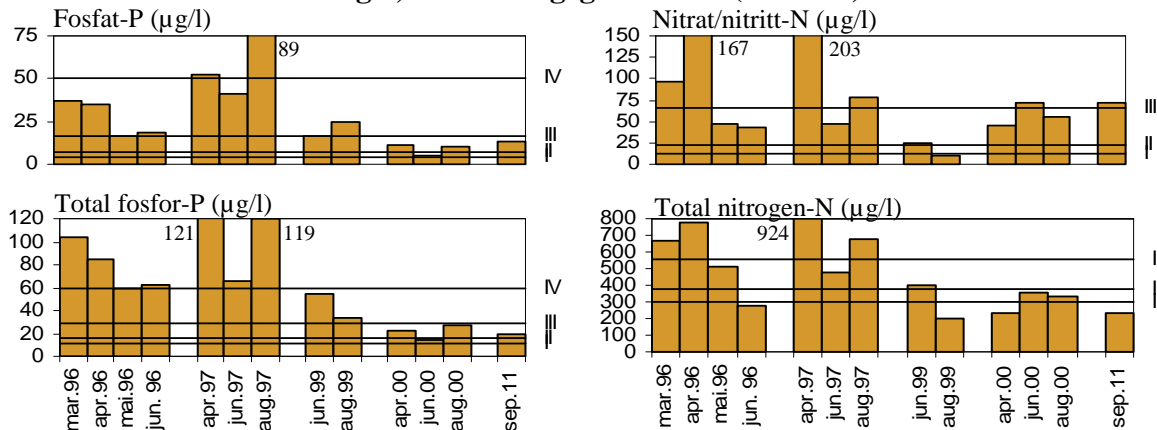 Fosfat-P (µg/l)
75
50
25
0
89
IV
III
II
I
Nitrat/nitritt-N (µg/l)
150
125
100
75
50
25
0
167
203
III
II
I
Total fosfor-P (µg/l)
120
100
80
60
40
20
0
121
119
IV
III
II
I
mar.96
apr.96
mai.96
jun. 96
apr.97
jun.97
aug.97
jun.99
aug.99
apr.00
jun.00
aug.00
sep.11
Total nitrogen-N (µg/l)
800
700
600
500
400
300
200
100
0
924
I
I
I
mar.96
apr.96
mai.96
jun. 96
apr.97
jun.97
aug.97
jun.99
aug.99
apr.00
jun.00
aug.00
sep.11